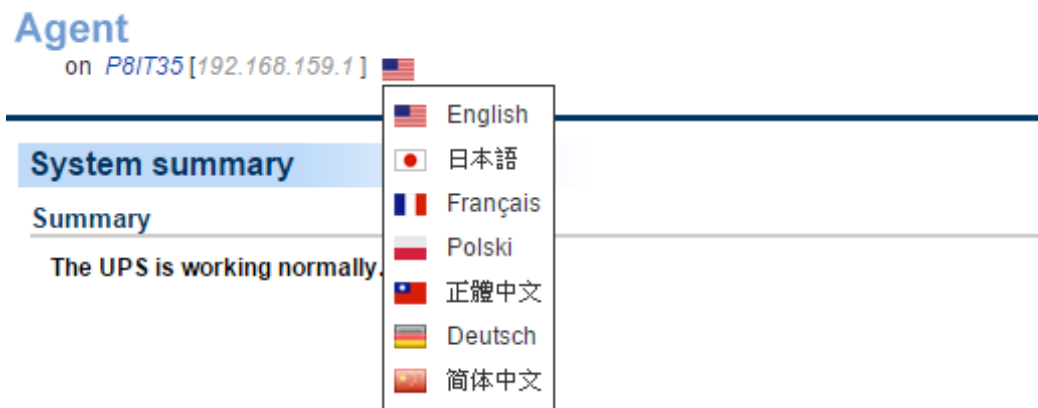 Agent
on P8IT35 [192.168.159.1 ]
English
System summary
日本語
Français
Summary
Polski
The UPS is working normally.
正體中文
Deutsch
简体中文